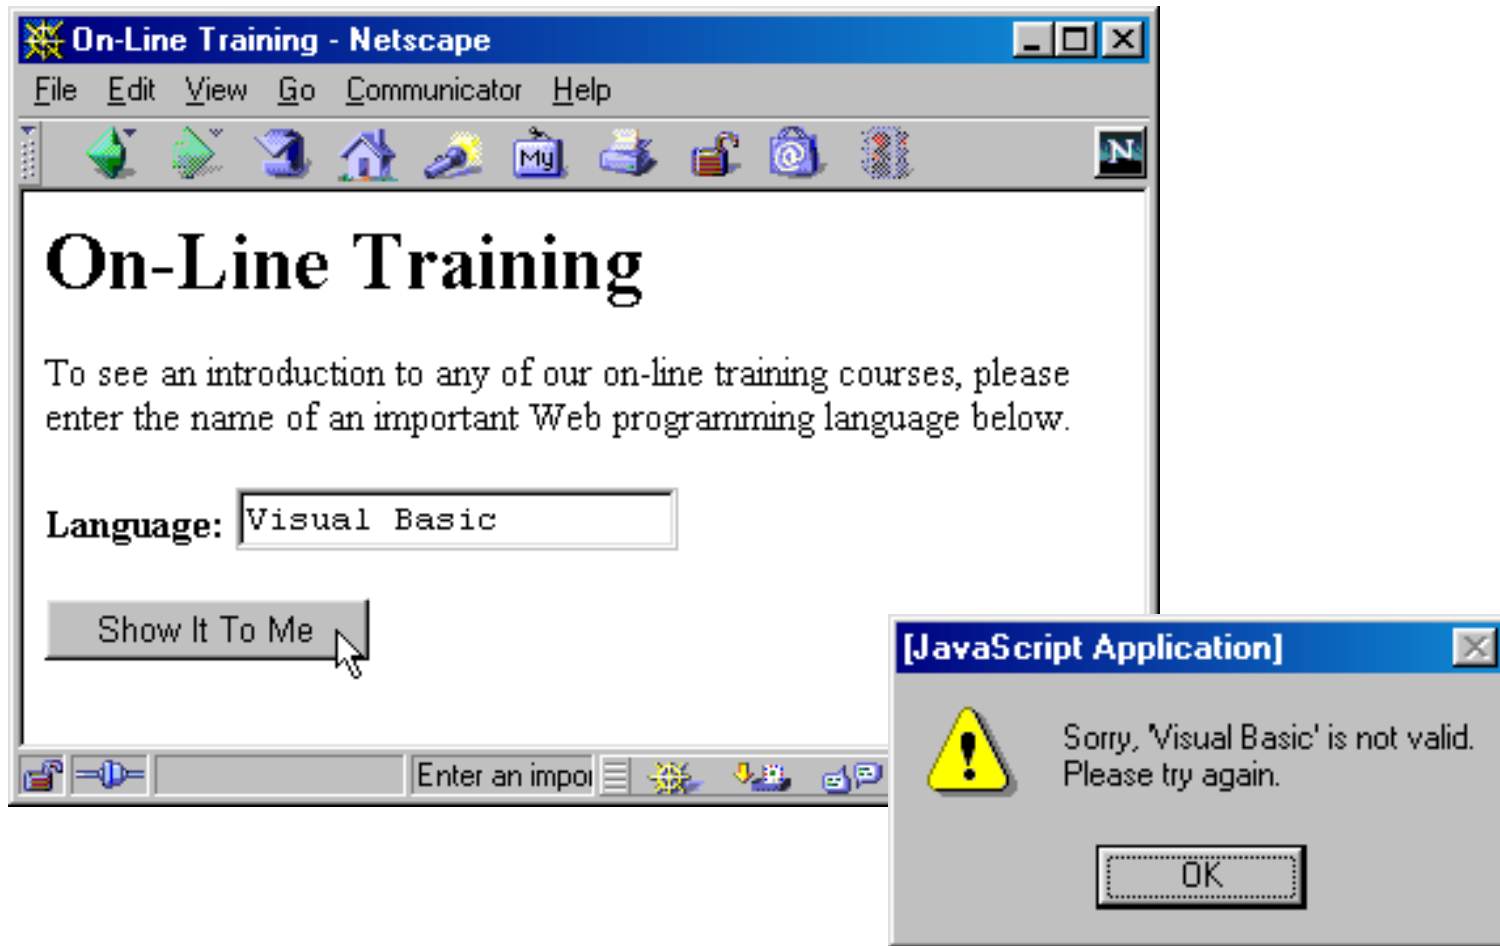 On-Line Training - Netscape
File Edit View Go Communicator Help
My
N
On-Line Training
To see an introduction to any of our on-line training courses, please
enter the name of an important Web programming language below.
Language: Visual Basic
Show It To Me
Enter an impor
[JavaScript Application]
Sorry, 'Visual Basic' is not valid.
Please try again.
OK